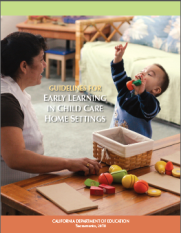 GUIDELINES FOR
EARLY LEARNING
IN CHILD CARE
HOME SETTINGS
CALIFORNIA DEPARTMENT OF EDUCATION